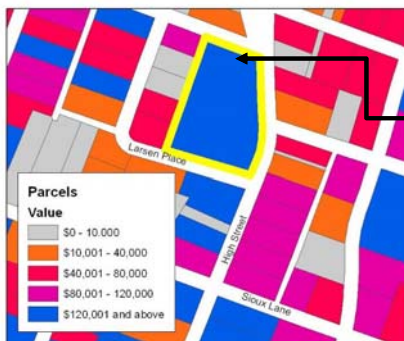 Larsen Place
High Street
Sioux Lane
Parcels
Value
$0 - 10.000
$10,001 - 40,000
$40,001 - 80,000
$80,001 - 120,000
$120,001 and above